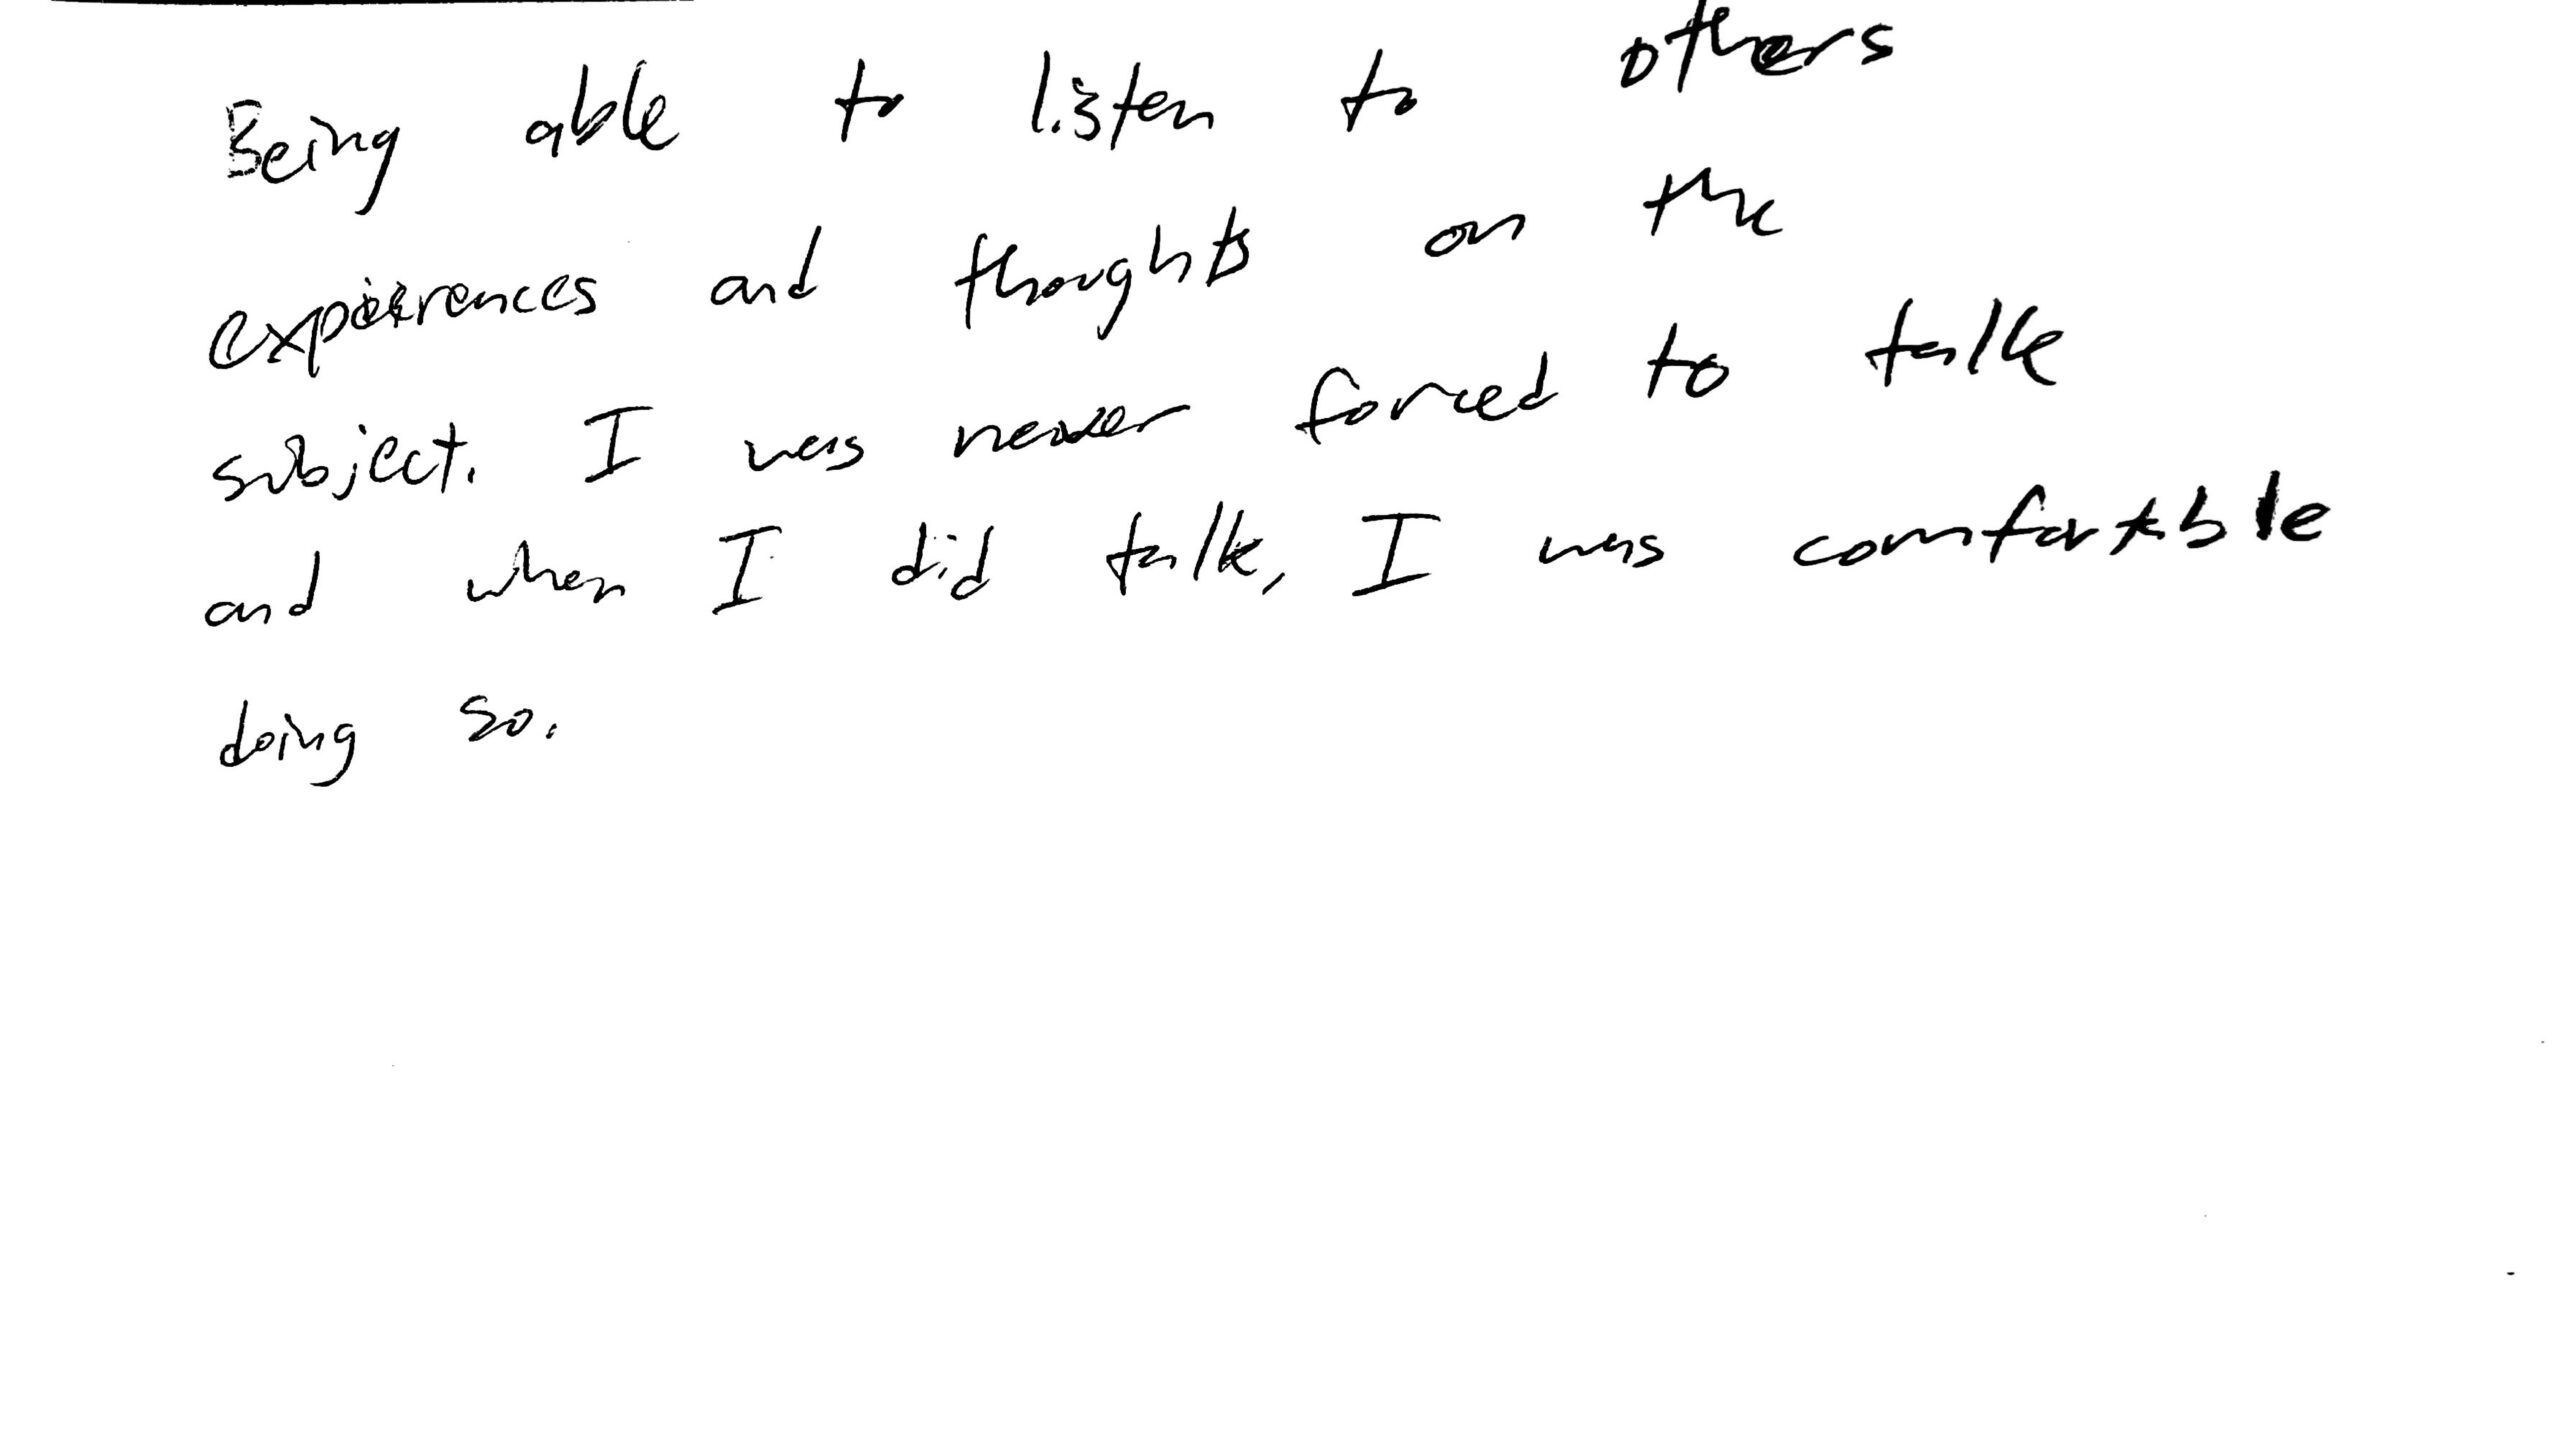 Being able to listen to others
experiences and thoughts on the
subject. I was never forced to talk
and when I did talk, I was comfortable
doing so.